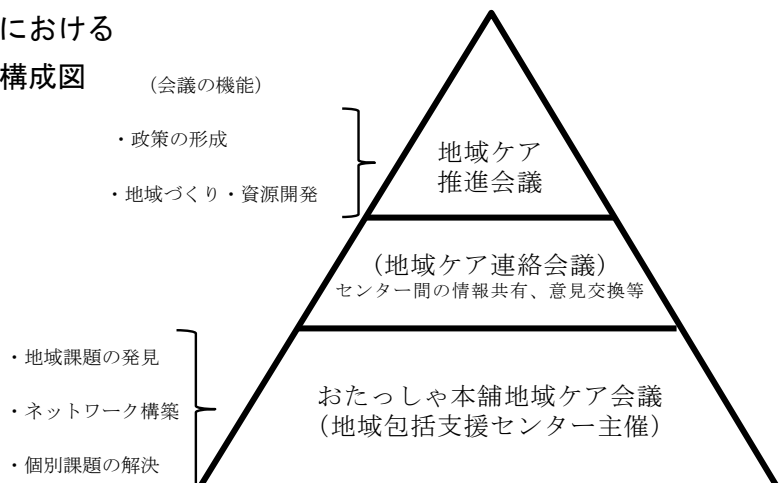 における
構成図
（会議の機能）
・政策の形成
・地域づくり・資源開発
地域ケア
推進会議
（地域ケア連絡会議）
センター間の情報共有、意見交換等
・地域課題の発見
・ネットワーク構築
・個別課題の解決
おたっしゃ本舗地域ケア会議
（地域包括支援センター主催）